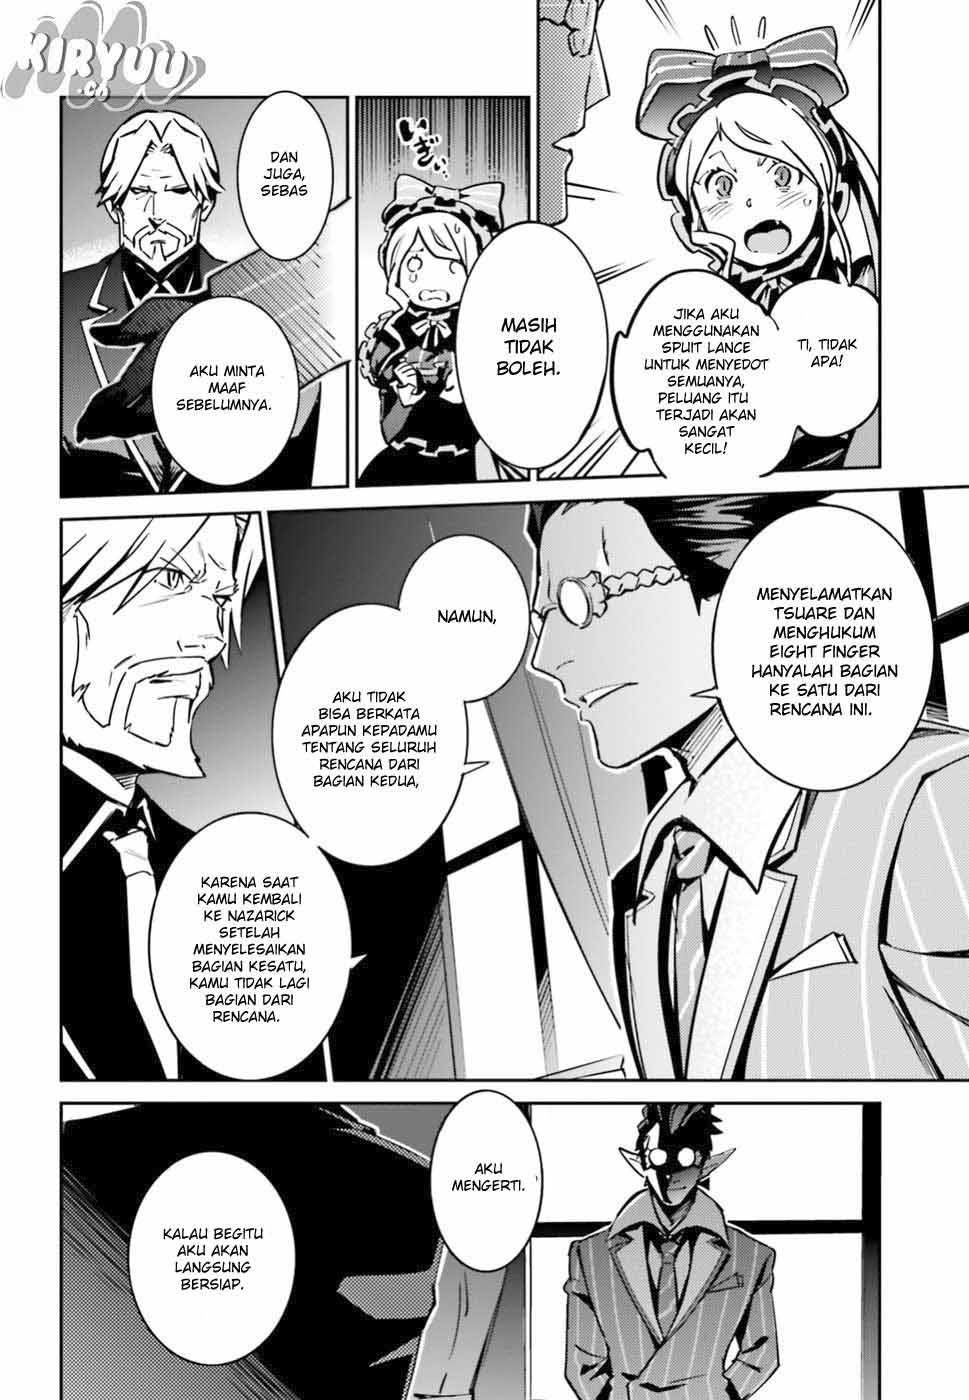 KIRYUU
.CO
TI, TIDAK
APA!
JIKA AKU
MENGGUNAKAN
SPUIT LANCE
UNTUK MENYEDOT
SEMUANYA,
PELUANG ITU
TERJADI AKAN
SANGAT
KECIL!
MASIH
TIDAK
BOLEH.
いぎぃ
DAN
JUGA,
SEBAS
AKU MINTA
MAAF
SEBELUMNYA.
MENYELAMATKAN
TSUARE DAN
MENGHUKUM
EIGHT FINGER
HANYALAH BAGIAN
KE SATU DARI
RENCANA INI.
NAMUN,
AKU TIDAK
BISA BERKATA
APAPUN KEPADAMU
TENTANG SELURUH
RENCANA DARI
BAGIAN KEDUA,
KARENA SAAT
KAMU KEMBALI
KE NAZARICK
SETELAH
MENYELESAIKAN
BAGIAN KESATU,
KAMU TIDAK LAGI
BAGIAN DARI
RENCANA.
AKU
MENGERTI.
KALAU BEGITU
AKU AKAN
LANGSUNG
BERSIAP.